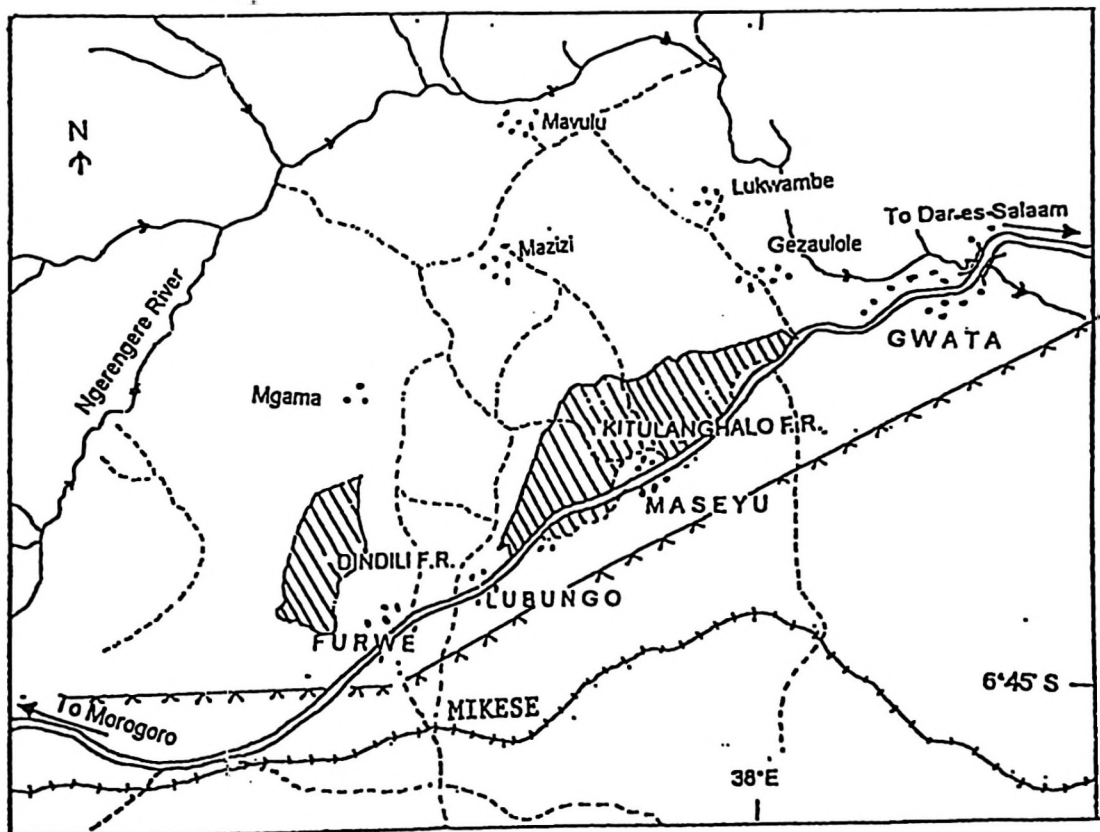 N
Mavulu
Lukwambe
To Dar-es-Salaam
Gezaulole
Mazizi
GWATA
Ngerengere River
Mgama
KITULANGHALO F.R.
MASEYU
DINDILI F.R.
LUBUNGO
FURWE
6°45' S
To Morogoro
MIKESE
38°E